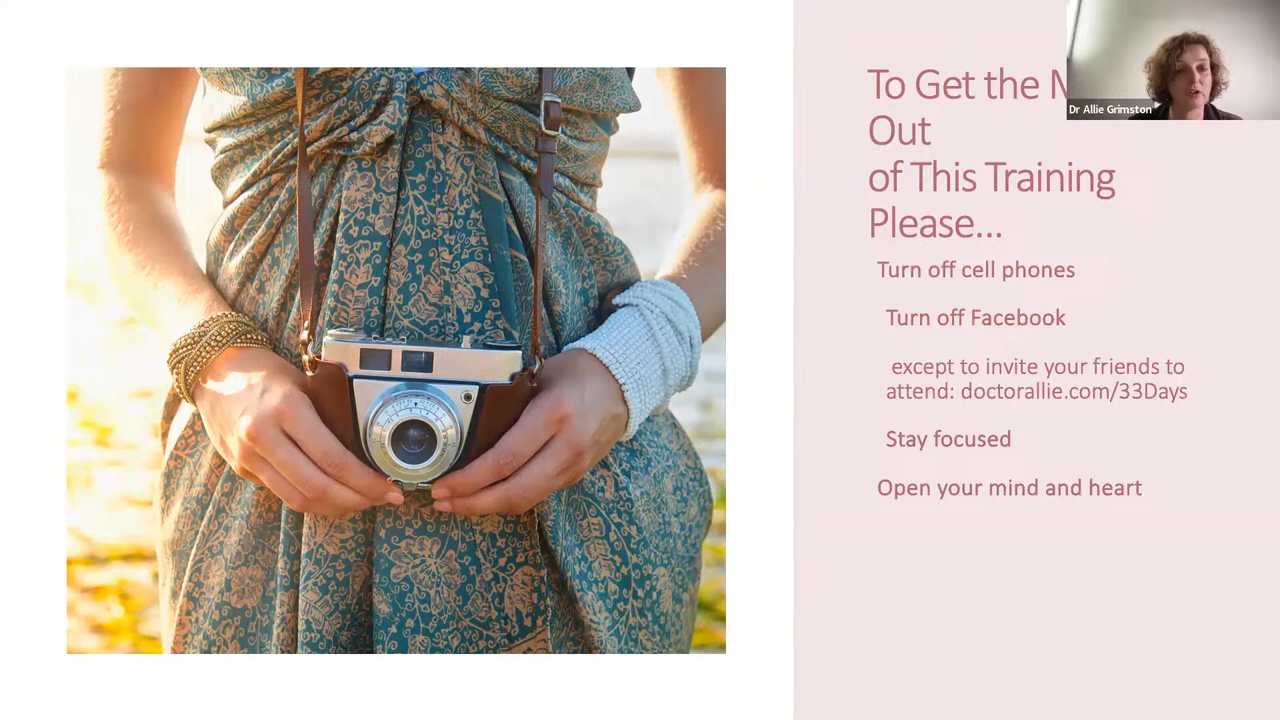 To Get the
Out
of This Training
Please...
Dr Allie Grimston
Turn off cell phones
Turn off Facebook
except to invite your friends to
attend: doctorallie.com/33Days
Stay focused
Open your mind and heart